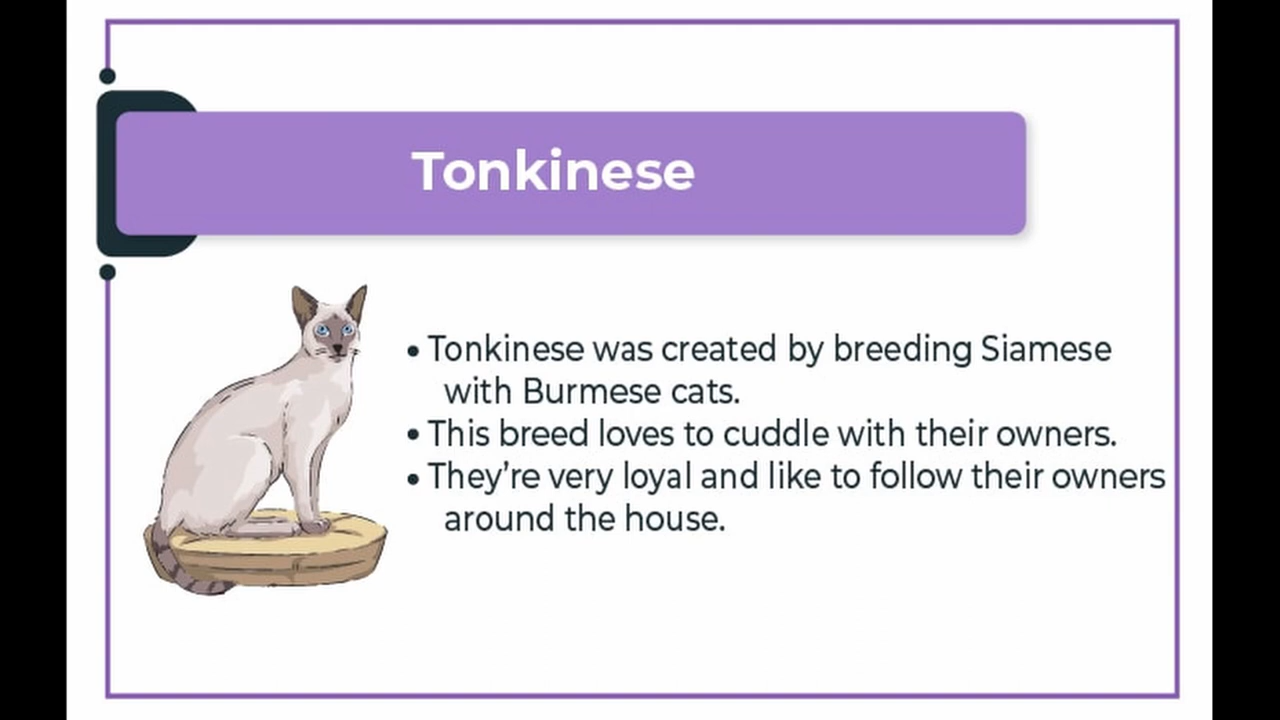 Tonkinese
• Tonkinese was created by breeding Siamese
with Burmese cats.
• This breed loves to cuddle with their owners.
• They’re very loyal and like to follow their owners
around the house.